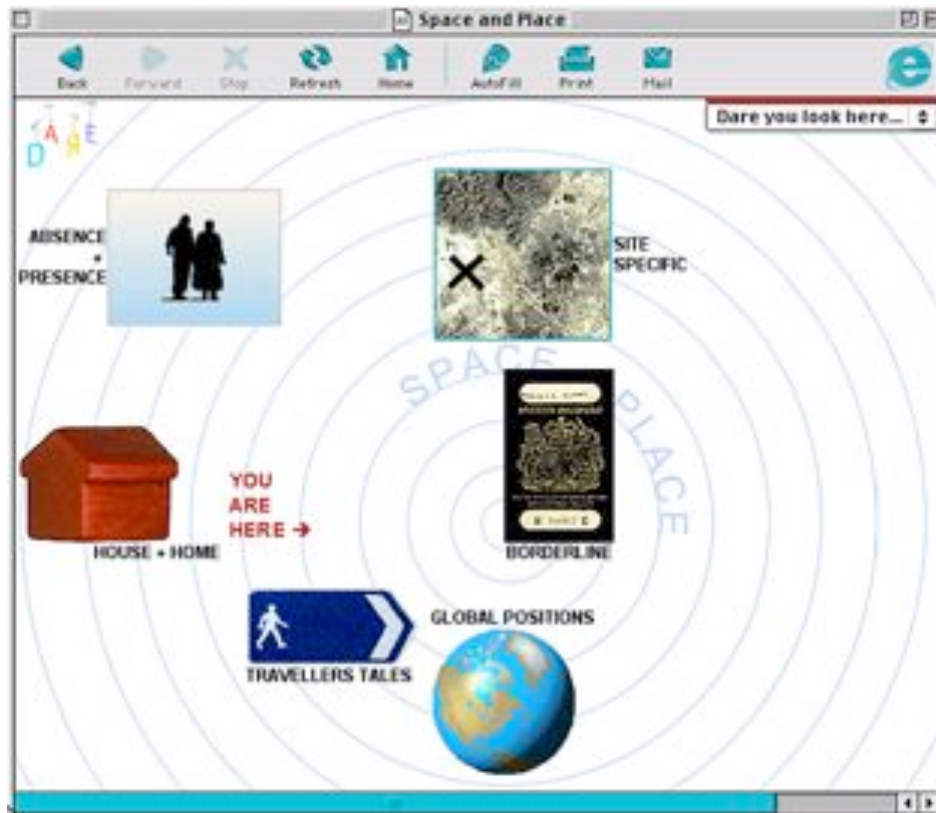 Space and Place
Back Forward Stop Refresh Home AutoFill Print Mail
DARE
Dare you look here...
ABSENCE
+
PRESENCE
SITE
SPECIFIC
SPACE PLACE
YOU
ARE
HERE →
HOUSE + HOME
BORDERLINE
GLOBAL POSITIONS
TRAVELLERS TALES